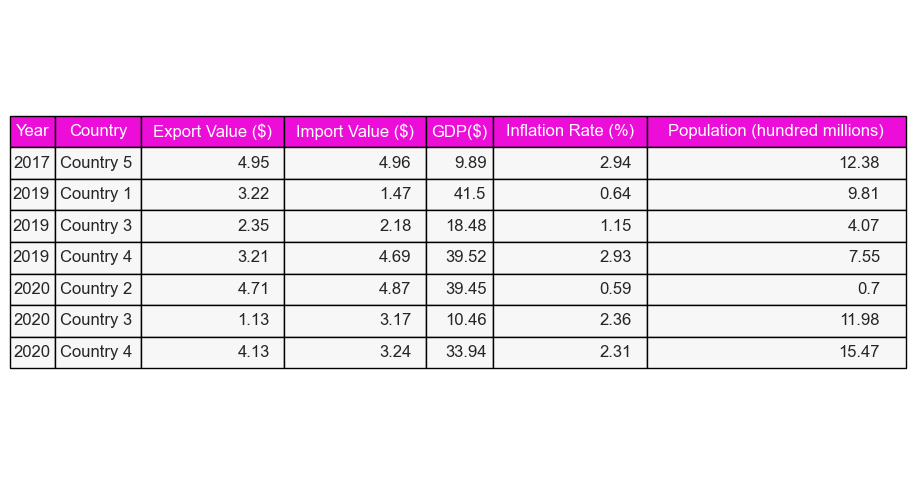 Year Country Export Value ($) Import Value ($) GDP($) Inflation Rate (%) Population (hundred millions)
2017 Country 5 4.95 4.96 9.89 2.94 12.38
2019 Country 1 3.22 1.47 41.5 0.64 9.81
2019 Country 3 2.35 2.18 18.48 1.15 4.07
2019 Country 4 3.21 4.69 39.52 2.93 7.55
2020 Country 2 4.71 4.87 39.45 0.59 0.7
2020 Country 3 1.13 3.17 10.46 2.36 11.98
2020 Country 4 4.13 3.24 33.94 2.31 15.47